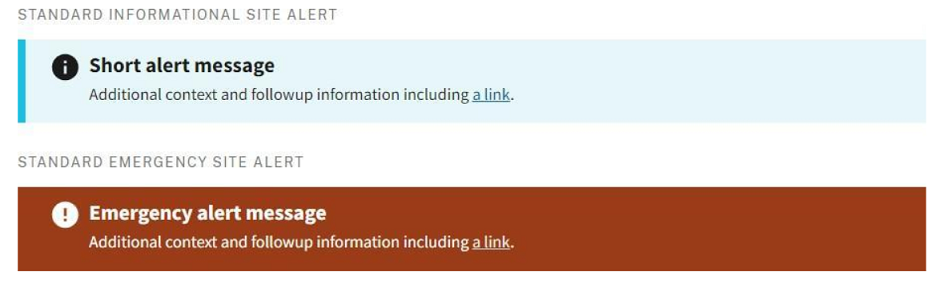 STANDARD INFORMATIONAL SITE ALERT
Short alert message
Additional context and followup information including a link.
STANDARD EMERGENCY SITE ALERT
Emergency alert message
Additional context and followup information including a link.